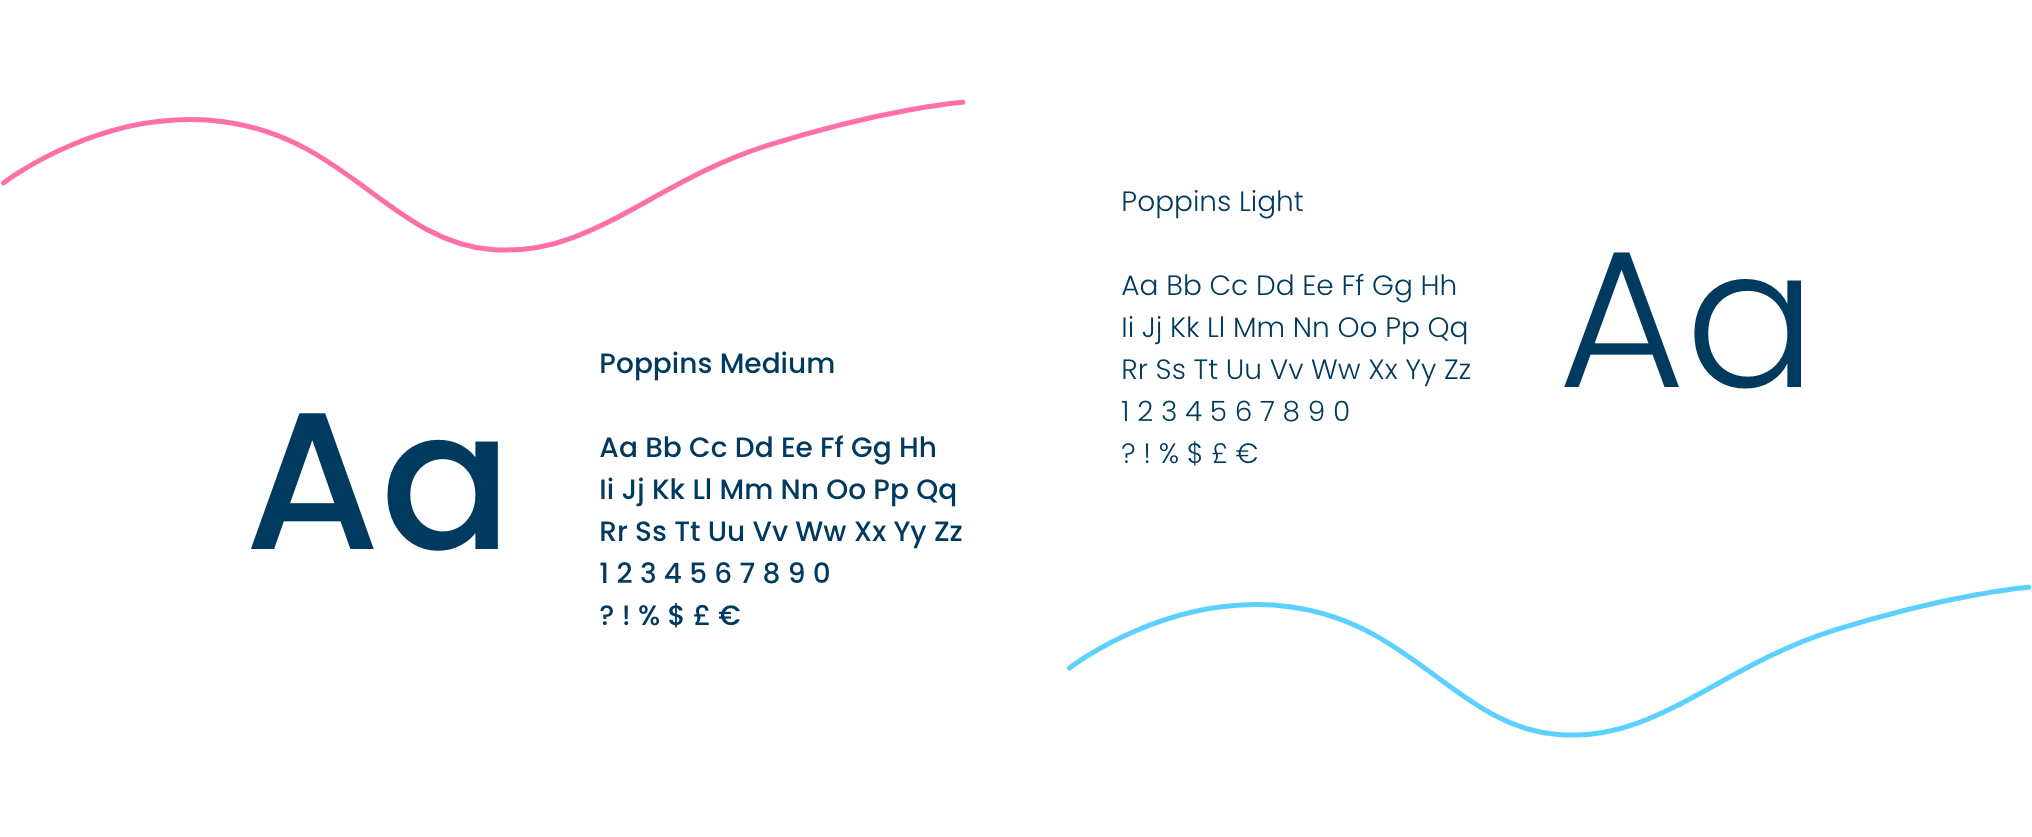 Aa
Poppins Medium
Aa Bb Cc Dd Ee Ff Gg Hh
Ii Jj Kk Ll Mm Nn Oo Pp Qq
Rr Ss Tt Uu Vv Ww Xx Yy Zz
1 2 3 4 5 6 7 8 9 0
? ! % $ £ €
Poppins Light
Aa Bb Cc Dd Ee Ff Gg Hh
Ii Jj Kk Ll Mm Nn Oo Pp Qq
Rr Ss Tt Uu Vv Ww Xx Yy Zz
1 2 3 4 5 6 7 8 9 0
? ! % $ £ €
Aa